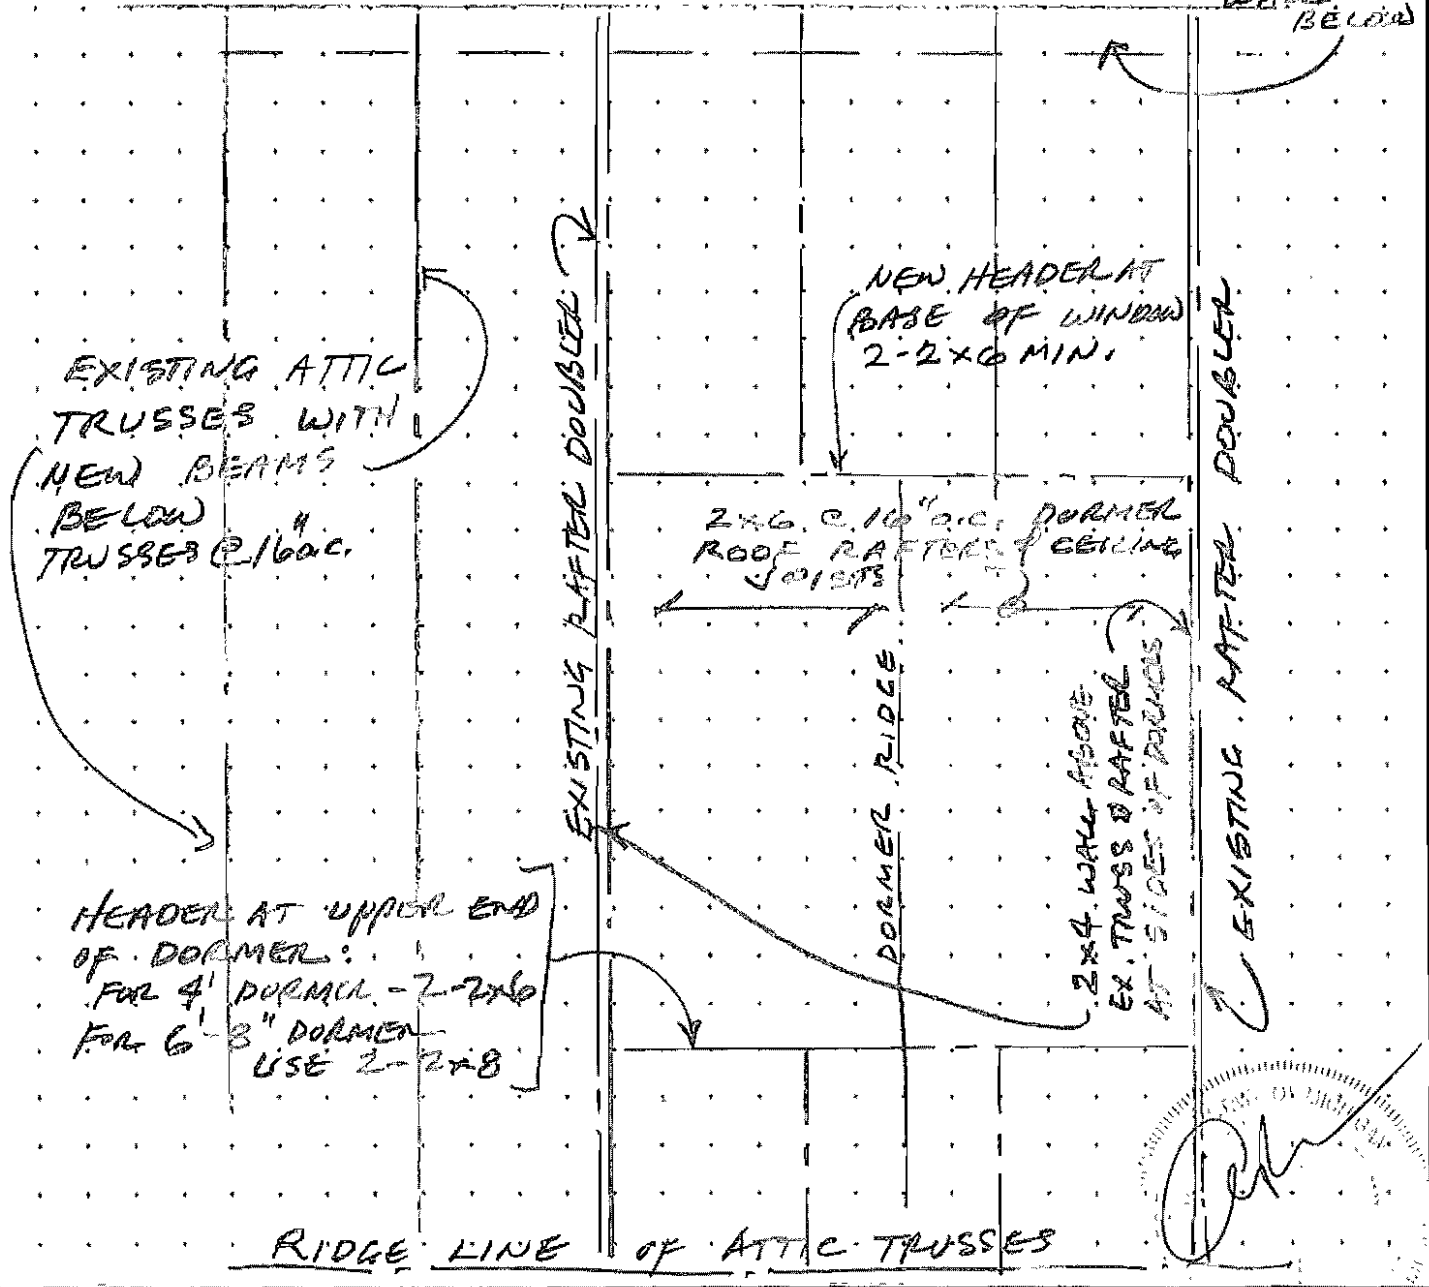 BELOW
NEW HEADER AT
BASE OF WINDOW
2-2x6 MIN.
EXISTING ATTIC
TRUSSES WITH
NEW BEAMS
BELOW
TRUSSES @ 16" o.c.
EXISTING RAFTER DOUBLER
2x6 @ 16" o.c. DORMER
ROOF RAFTERS & CEILING
JOISTS
EXISTING RAFTER DOUBLER
DORMER RIDGE
2x4 WALL ABOVE
EX. TRUSS & RAFTER
AT SIDES OF DORMERS
HEADER AT UPPER END
OF DORMER:
FOR 4' DORMER - 2-2x6
FOR 6'-8" DORMER
USE 2-2x8
RIDGE LINE OF ATTIC TRUSSES
OF MICHIGAN